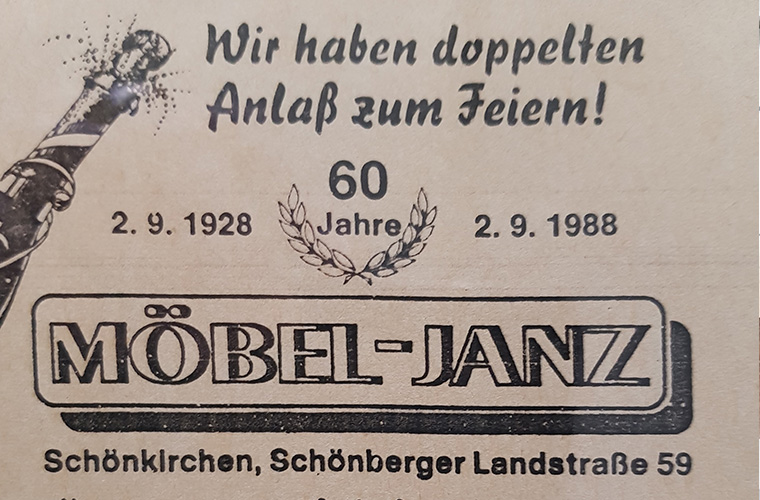 Wir haben doppelten
Anlaß zum Feiern!
60
2. 9. 1928 Jahre 2. 9. 1988
MÖBEL-JANZ
Schönkirchen, Schönberger Landstraße 59